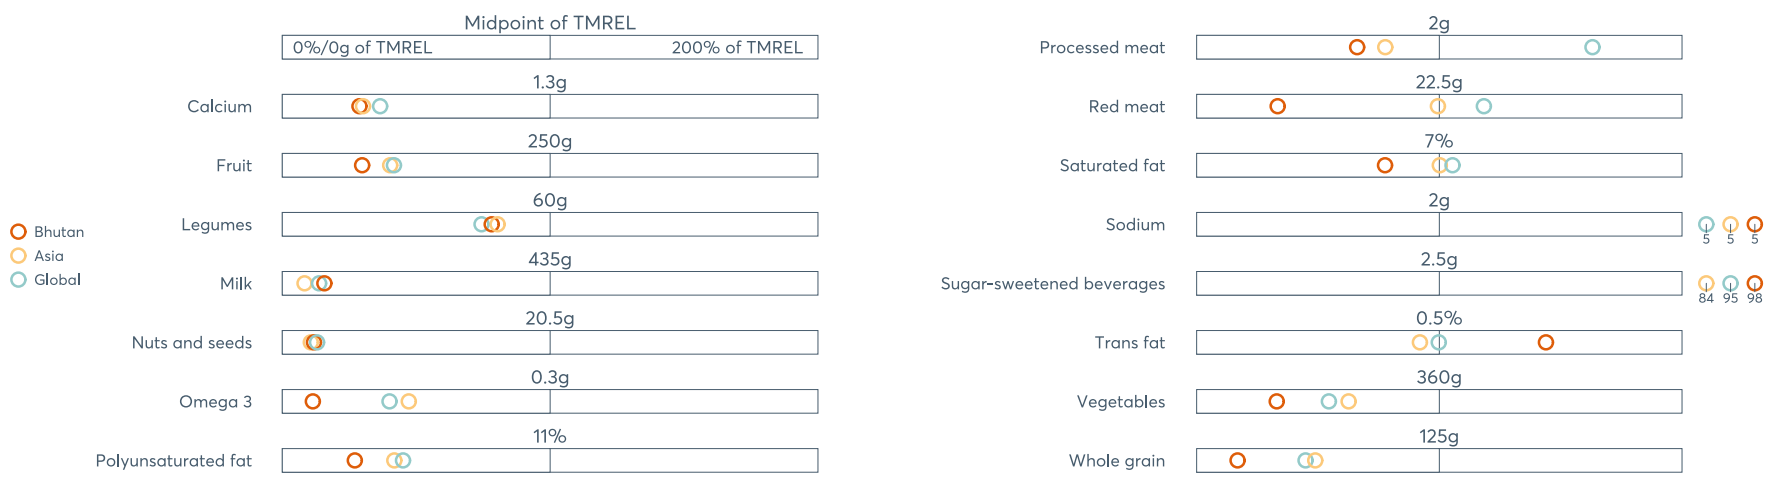 Midpoint of TMREL
0%/0g of TMREL 200% of TMREL
Calcium 1.3g
Fruit 250g
Legumes 60g
Milk 435g
Nuts and seeds 20.5g
Omega 3 0.3g
Polyunsaturated fat 11%
Bhutan
Asia
Global
Processed meat 2g
Red meat 22.5g
Saturated fat 7%
Sodium 2g
5 5 5
Sugar-sweetened beverages 2.5g
84 95 98
Trans fat 0.5%
Vegetables 360g
Whole grain 125g